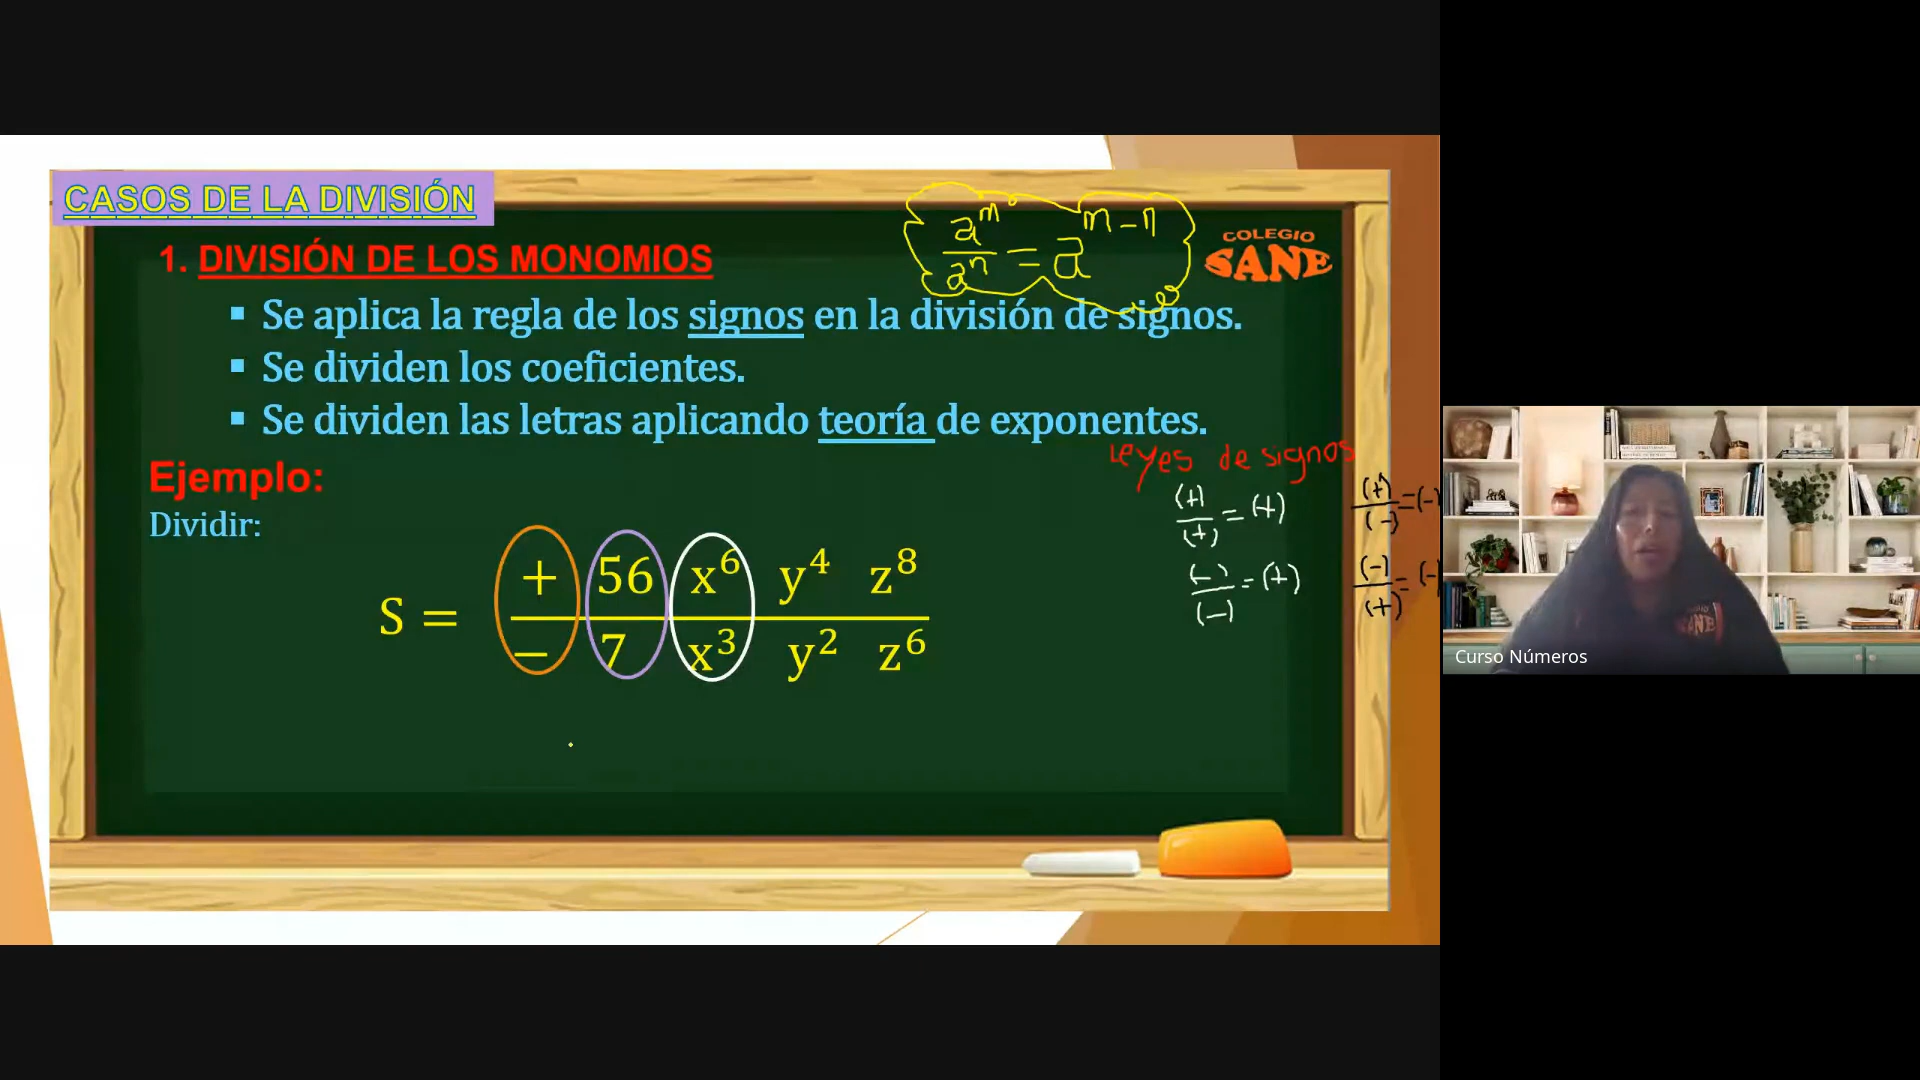 CASOS DE LA DIVISIÓN
a^m / a^n = a^(m-n)
COLEGIO
SANE
1. DIVISIÓN DE LOS MONOMIOS
▪ Se aplica la regla de los signos en la división de signos.
▪ Se dividen los coeficientes.
▪ Se dividen las letras aplicando teoría de exponentes.
Leyes de signos
(+)/(+) = (+) (+)/(-) = (-)
(-)/(-) = (+) (-)/(+) = (-)
Ejemplo:
Dividir:
S = + 56 x⁶ y⁴ z⁸
− 7 x³ y² z⁶
Curso Números